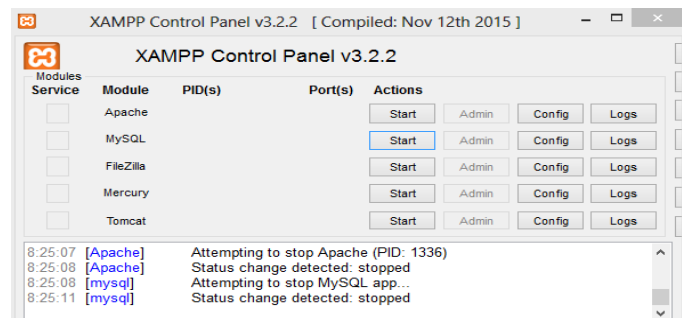 XAMPP Control Panel v3.2.2 [ Compiled: Nov 12th 2015 ]
XAMPP Control Panel v3.2.2
Modules
Service Module PID(s) Port(s) Actions
Apache Start Admin Config Logs
MySQL Start Admin Config Logs
FileZilla Start Admin Config Logs
Mercury Start Admin Config Logs
Tomcat Start Admin Config Logs
8:25:07 [Apache] Attempting to stop Apache (PID: 1336)
8:25:08 [Apache] Status change detected: stopped
8:25:08 [mysql] Attempting to stop MySQL app...
8:25:11 [mysql] Status change detected: stopped